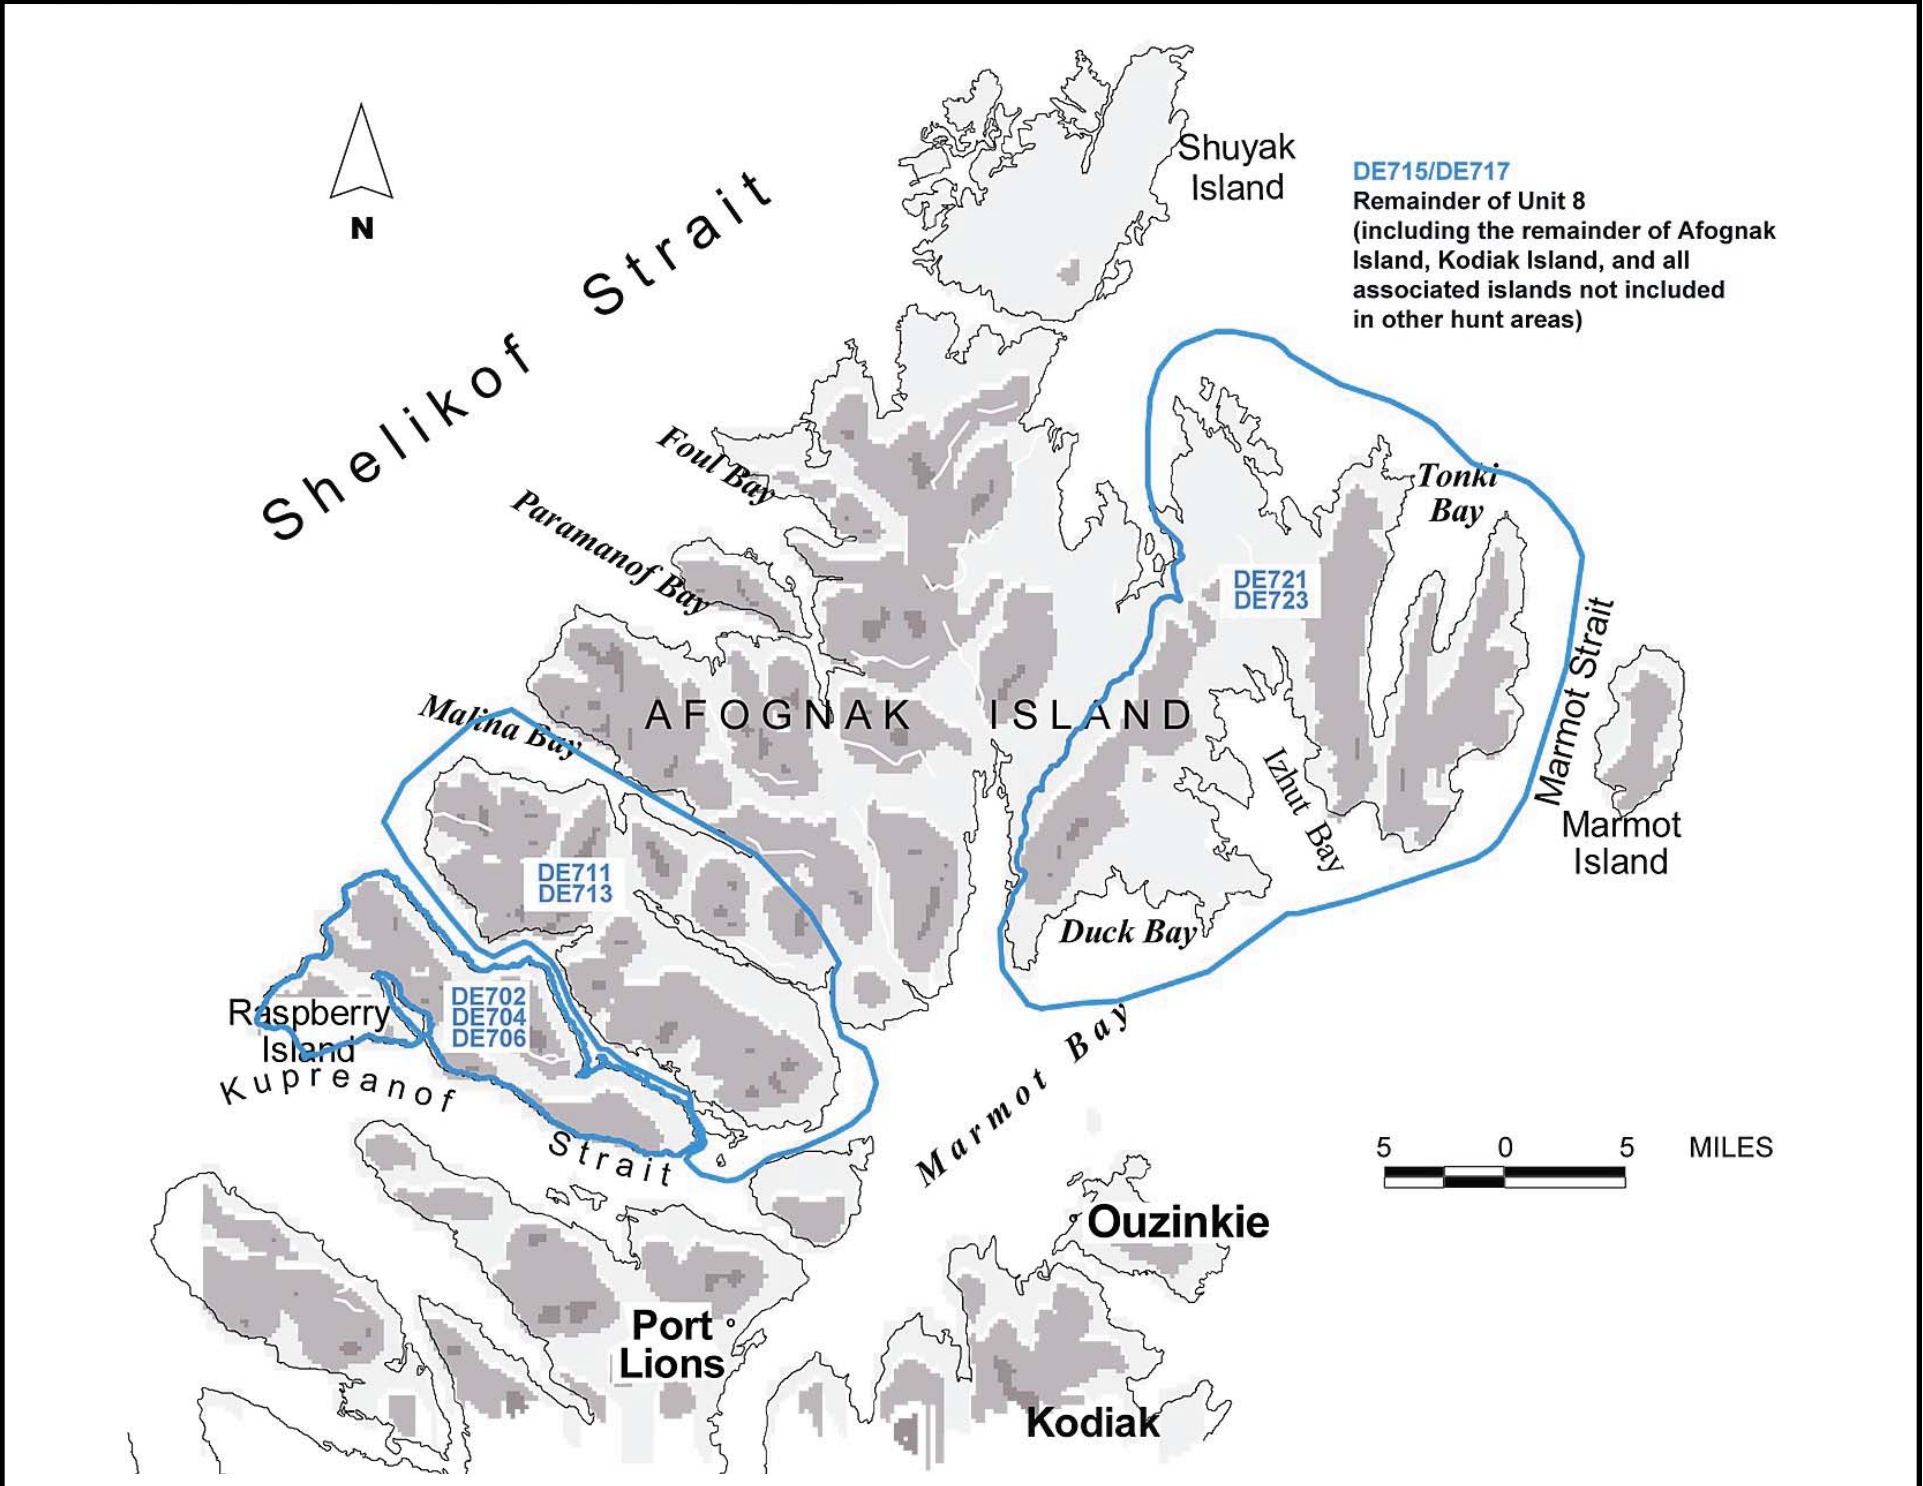 N
Shelikof Strait
Shuyak
Island
DE715/DE717
Remainder of Unit 8
(including the remainder of Afognak
Island, Kodiak Island, and all
associated islands not included
in other hunt areas)
Foul Bay
Paramanof Bay
Tonki
Bay
DE721
DE723
Marmot Strait
Malina Bay
AFOGNAK ISLAND
Izhut Bay
Marmot
Island
DE711
DE713
Duck Bay
Raspberry
Island
DE702
DE704
DE706
Kupreanof
Strait
Marmot Bay
5 0 5 MILES
Ouzinkie
Port
Lions
Kodiak